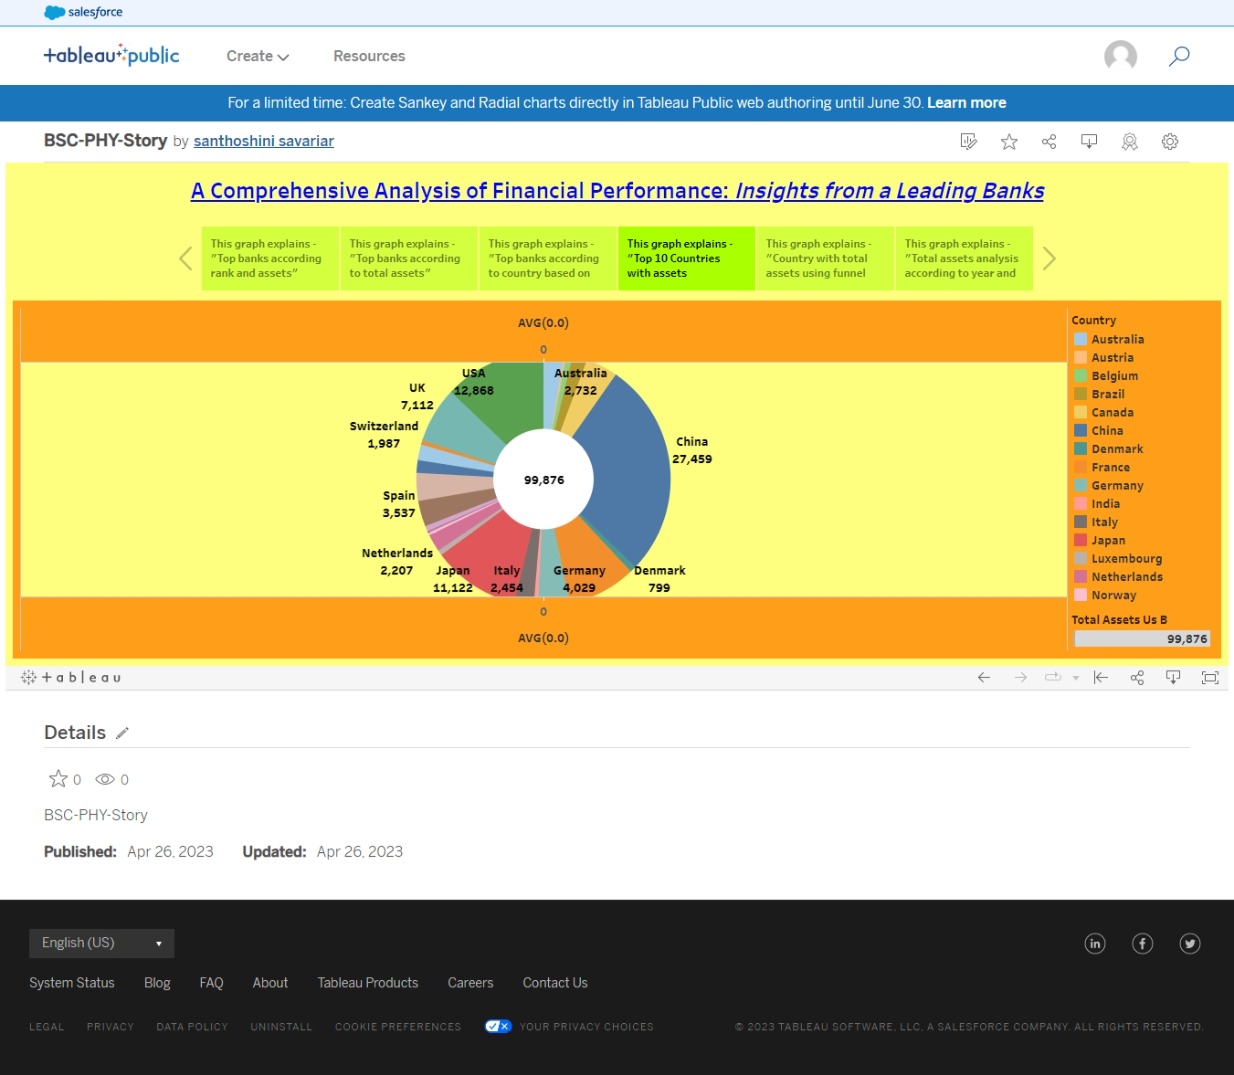 salesforce
tableau public
Create
Resources
For a limited time: Create Sankey and Radial charts directly in Tableau Public web authoring until June 30. Learn more
BSC-PHY-Story by santhoshini savariar
A Comprehensive Analysis of Financial Performance: Insights from a Leading Banks
This graph explains -
"Top banks according
rank and assets"
This graph explains -
"Top banks according
to total assets"
This graph explains -
"Top banks according
to country based on
This graph explains -
"Top 10 Countries
with assets
This graph explains -
"Country with total
assets using funnel
This graph explains -
"Total assets analysis
according to year and
AVG(0.0)
0
USA
12,868
Australia
2,732
UK
7,112
Switzerland
1,987
China
27,459
99,876
Spain
3,537
Netherlands
2,207
Japan
11,122
Italy
2,454
Germany
4,029
Denmark
799
0
AVG(0.0)
Country
Australia
Austria
Belgium
Brazil
Canada
China
Denmark
France
Germany
India
Italy
Japan
Luxembourg
Netherlands
Norway
Total Assets Us B
99,876
+ a b l e a u
Details
0
0
BSC-PHY-Story
Published: Apr 26, 2023 Updated: Apr 26, 2023
English (US)
System Status Blog FAQ About Tableau Products Careers Contact Us
LEGAL PRIVACY DATA POLICY UNINSTALL COOKIE PREFERENCES YOUR PRIVACY CHOICES
© 2023 TABLEAU SOFTWARE, LLC, A SALESFORCE COMPANY. ALL RIGHTS RESERVED.